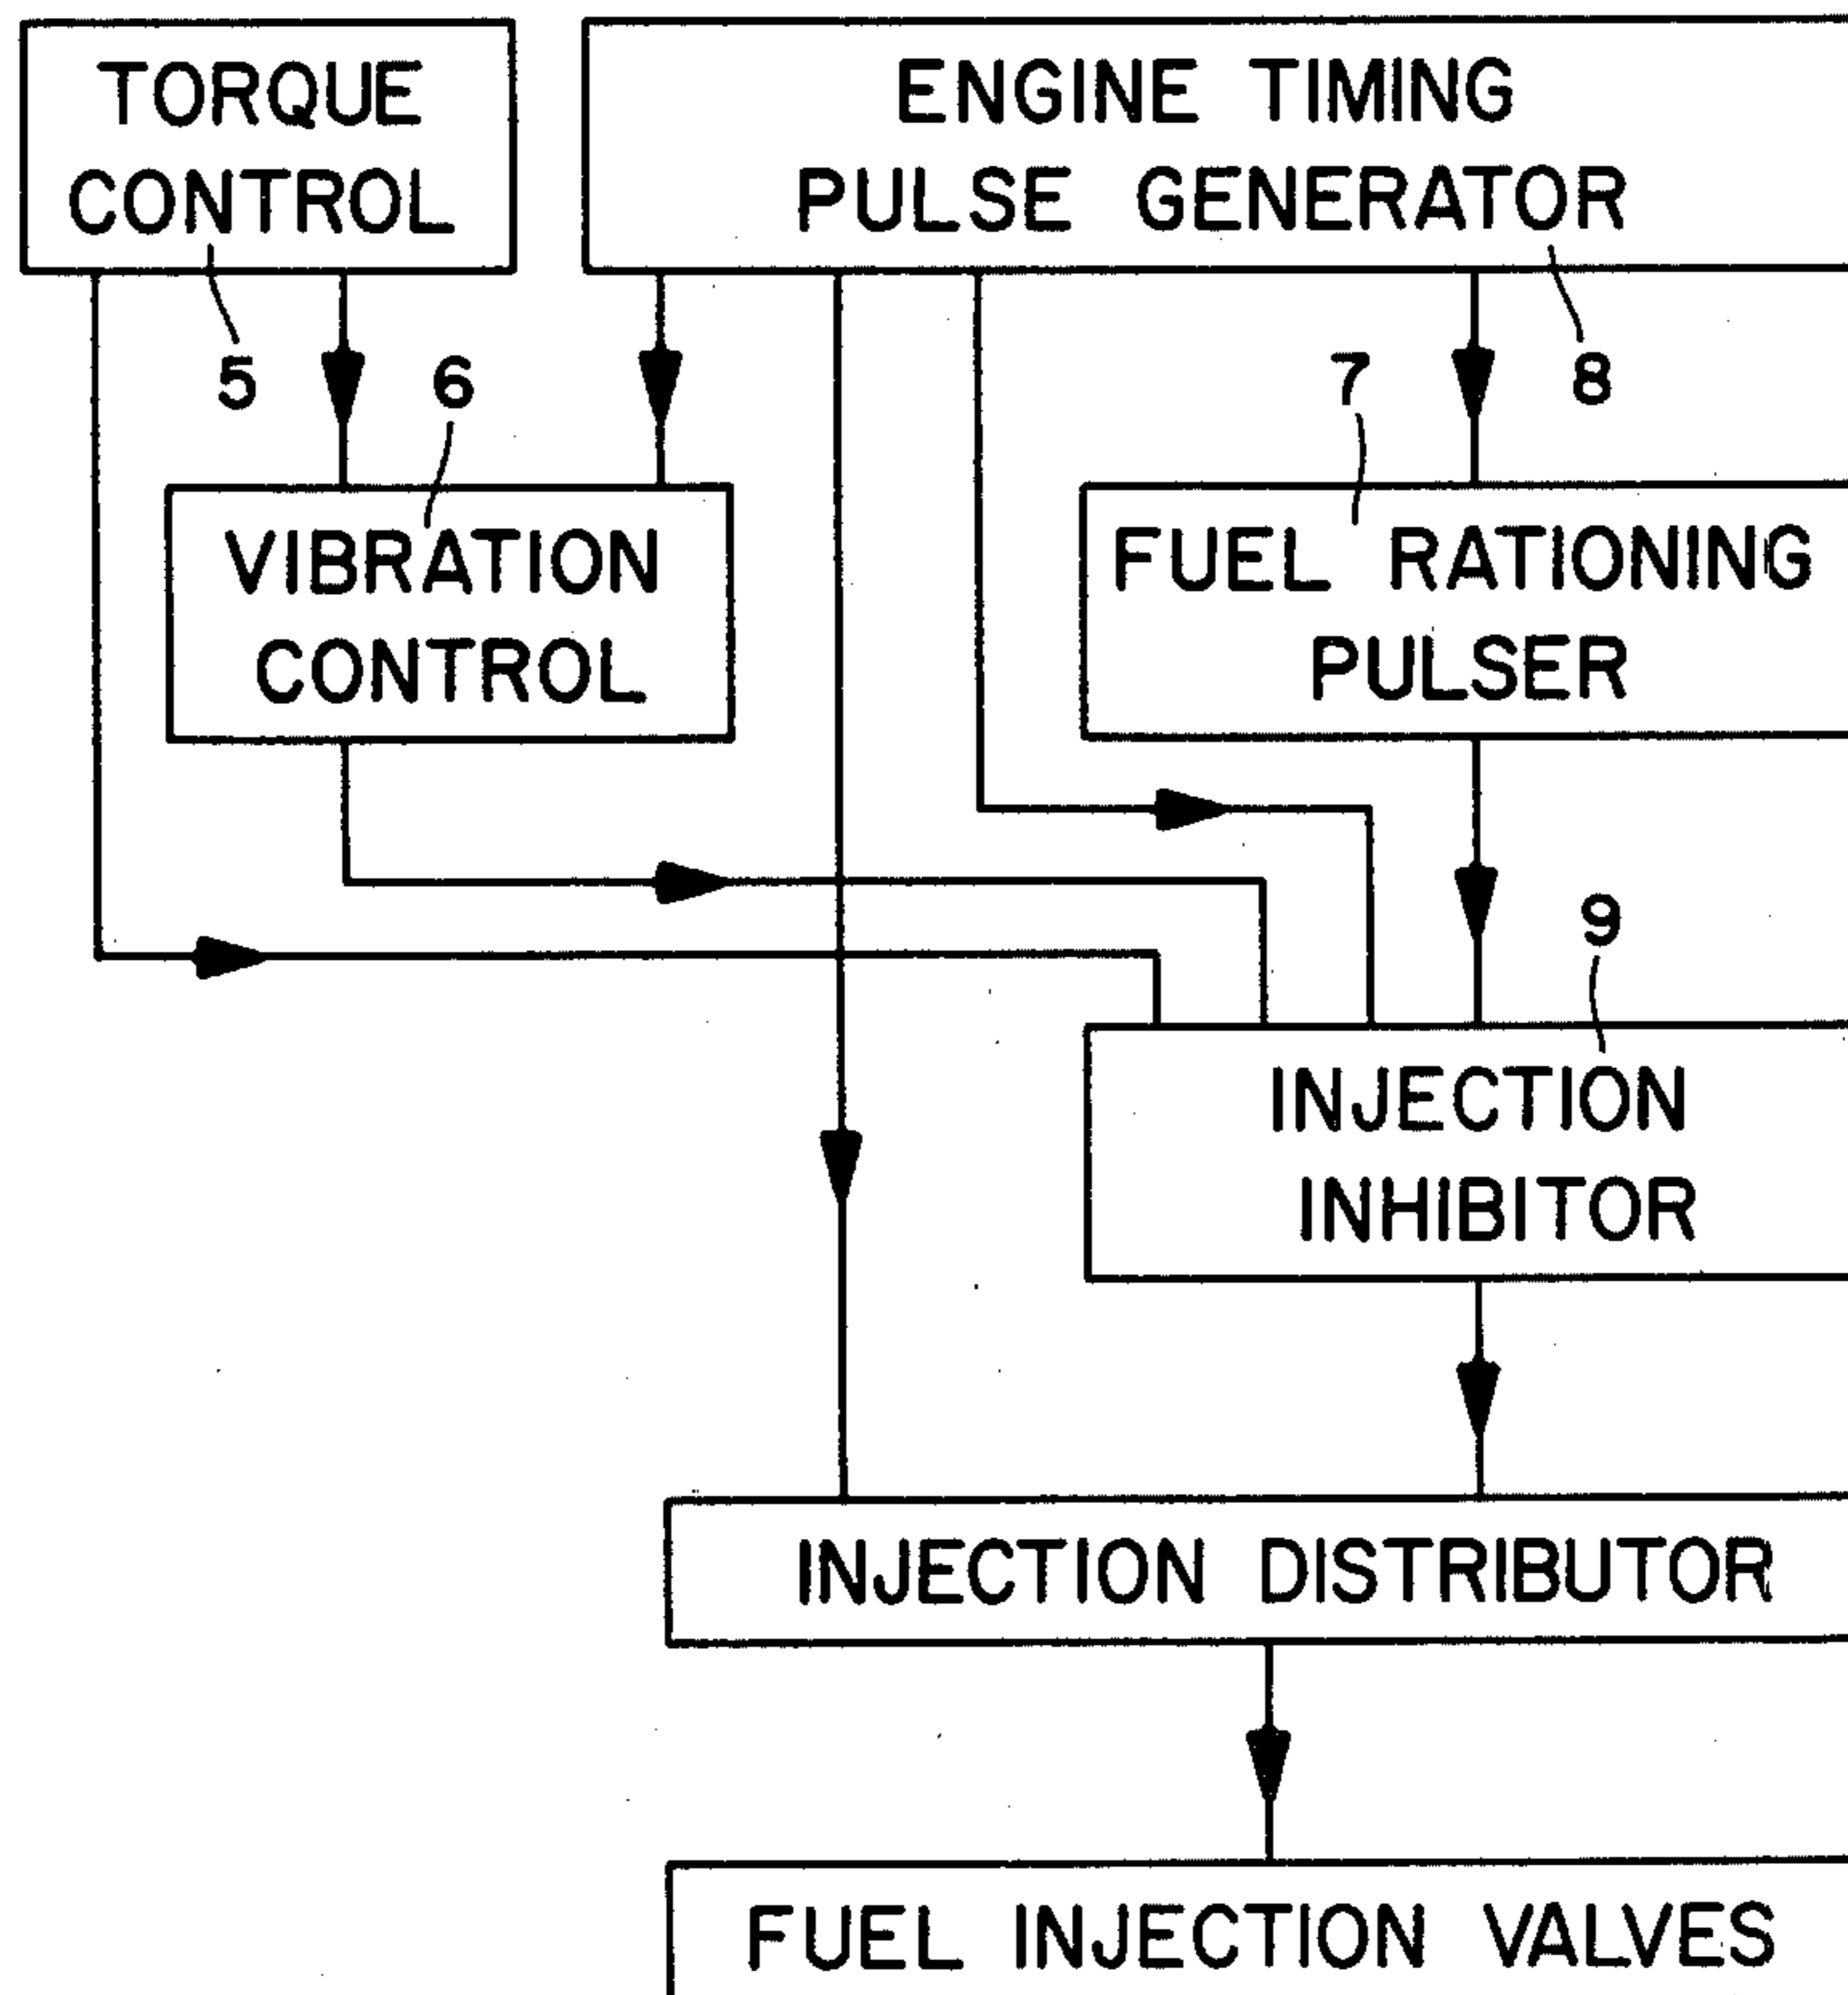 TORQUE
CONTROL
ENGINE TIMING
PULSE GENERATOR
5
6
7
8
VIBRATION
CONTROL
FUEL RATIONING
PULSER
9
INJECTION
INHIBITOR
INJECTION DISTRIBUTOR
FUEL INJECTION VALVES